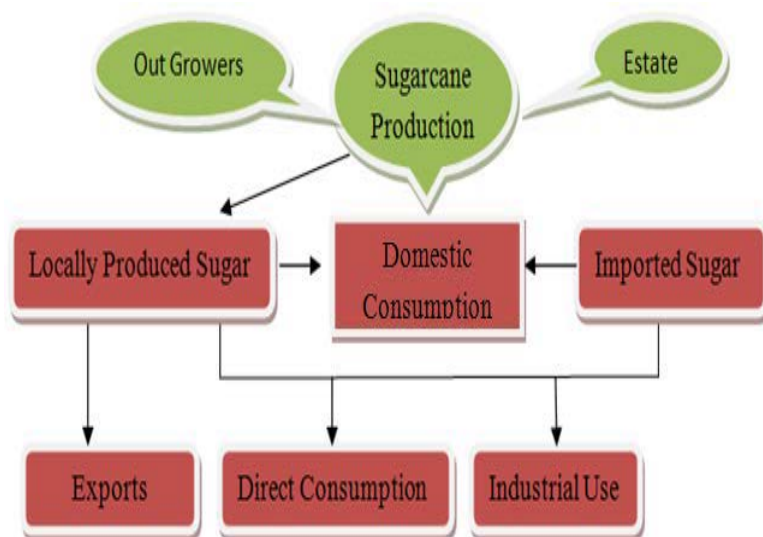 Out Growers
Sugarcane
Production
Estate
Locally Produced Sugar
Domestic
Consumption
Imported Sugar
Exports
Direct Consumption
Industrial Use